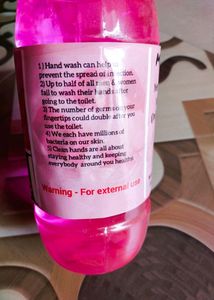 1) Hand wash can help to
prevent the spread of infection.
2) Up to half of all men & women
fail to wash their hands after
going to the toilet.
3) The number of germs on your
fingertips could double after you
use the toilet.
4) We each have millions of
bacteria on our skin.
5) Clean hands are all about
staying healthy and keeping
everybody around you healthy.
Warning - For external use